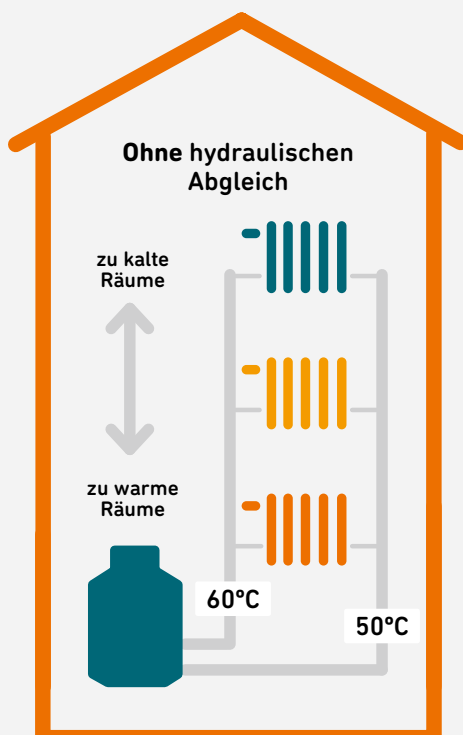 Ohne hydraulischen
Abgleich
zu kalte
Räume
zu warme
Räume
60°C
50°C